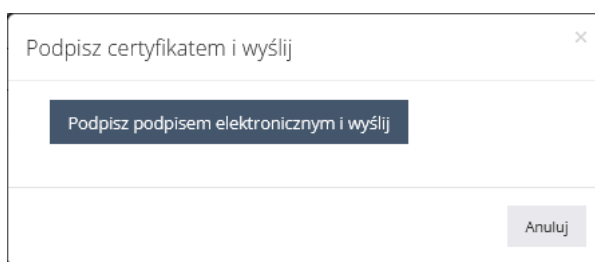 Podpisz certyfikatem i wyślij
Podpisz podpisem elektronicznym i wyślij
Anuluj